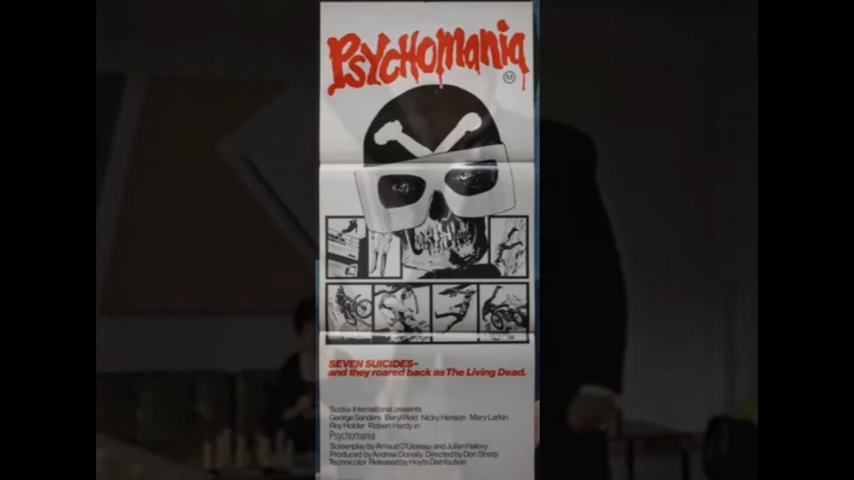 PSYCHOMANIA
M
SEVEN SUICIDES-
and they roared back as The Living Dead.
Scotia International presents
George Sanders Beryl Reid Nicky Henson Mary Larkin
Roy Holder Robert Hardy in
Psychomania
Screenplay by Arnaud D'Usseau and Julian Halevy
Produced by Andrew Donally Directed by Don Sharp
Technicolor Released by Hoyts Distribution